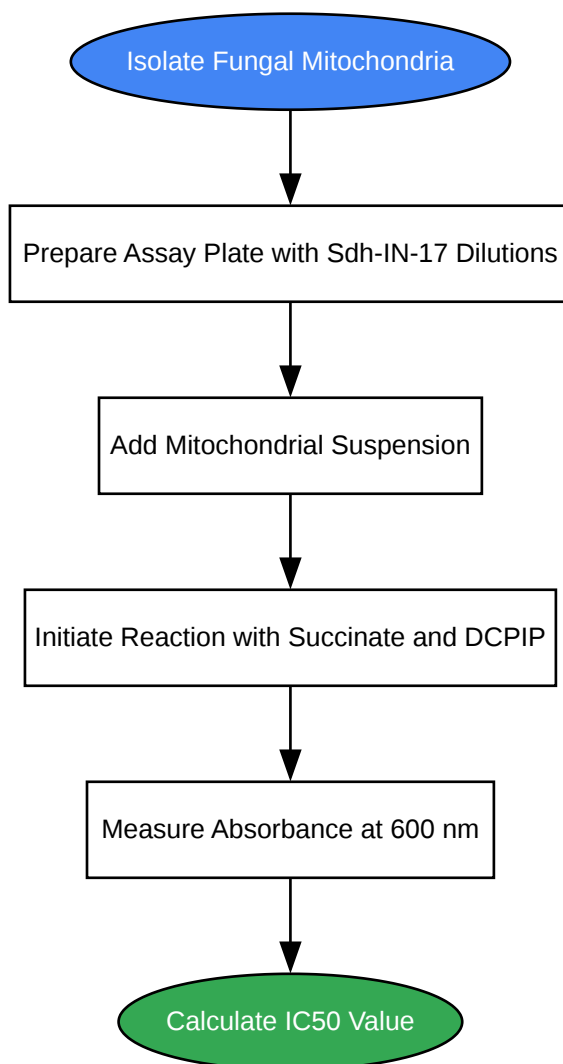 Isolate Fungal Mitochondria
Prepare Assay Plate with Sdh-IN-17 Dilutions
Add Mitochondrial Suspension
Initiate Reaction with Succinate and DCPIP
Measure Absorbance at 600 nm
Calculate IC50 Value